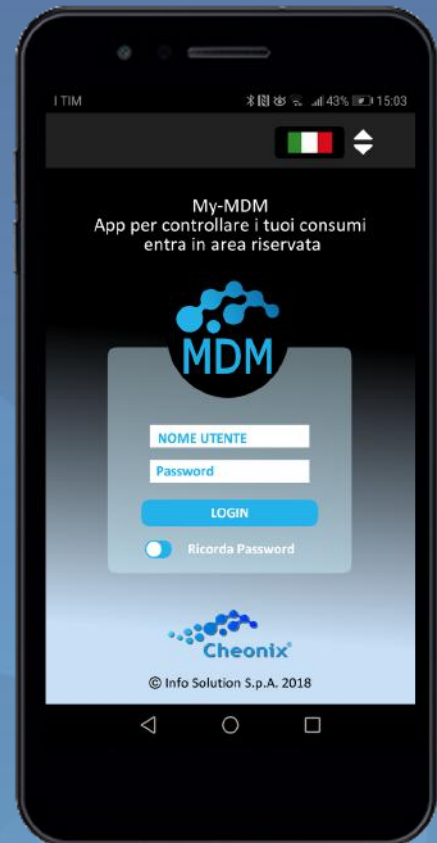 I TIM 43% 15:03
My-MDM
App per controllare i tuoi consumi
entra in area riservata
MDM
NOME UTENTE
Password
LOGIN
Ricorda Password
Cheonix®
© Info Solution S.p.A. 2018